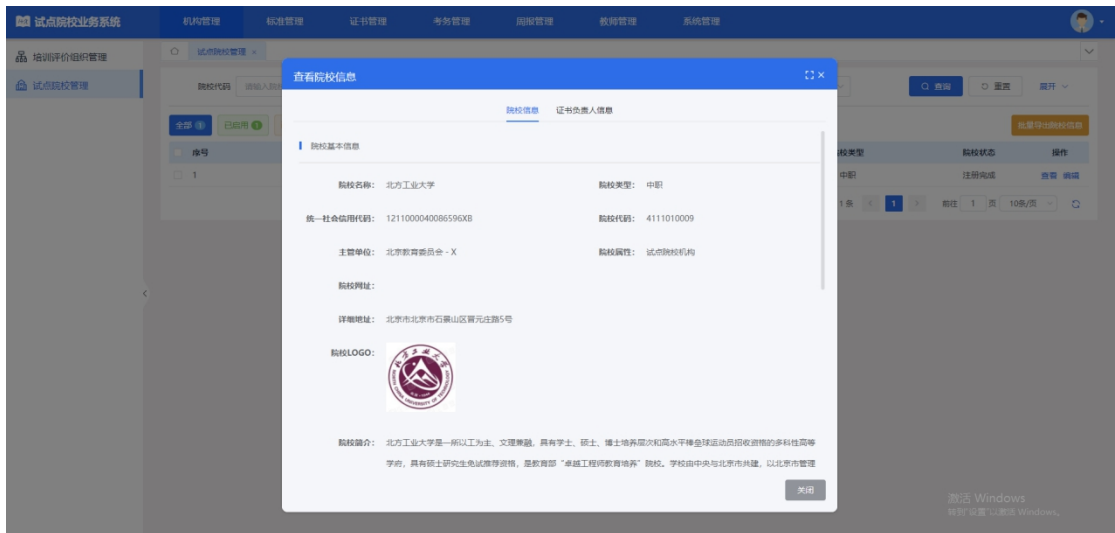 试点院校业务系统
机构管理 标准管理 证书管理 考务管理 周报管理 教师管理 系统管理
培训评价组织管理
试点院校管理 ×
试点院校管理
院校代码
查询 重置 展开
全部 1 已启用 1
批量导出院校信息
序号 院校状态 操作
1 中职 注册完成 查看 编辑
1 前往 1 页 10条/页
查看院校信息
院校信息 证书负责人信息
院校基本信息
院校名称: 北方工业大学 院校类型: 中职
统一社会信用代码: 1211000040086596XB 院校代码: 4111010009
主管单位: 北京教育委员会 - X 院校属性: 试点院校机构
院校网址:
详细地址: 北京市北京市石景山区晋元庄路5号
院校LOGO:
院校简介: 北方工业大学是一所以工为主、文理兼融，具有学士、硕士、博士培养层次和高水平棒垒球运动员招收资格的多科性高等
学府，具有硕士研究生免试推荐资格，是教育部“卓越工程师教育培养”院校。学校由中央与北京市共建，以北京市管理
关闭
激活 Windows
转到"设置"以激活 Windows。